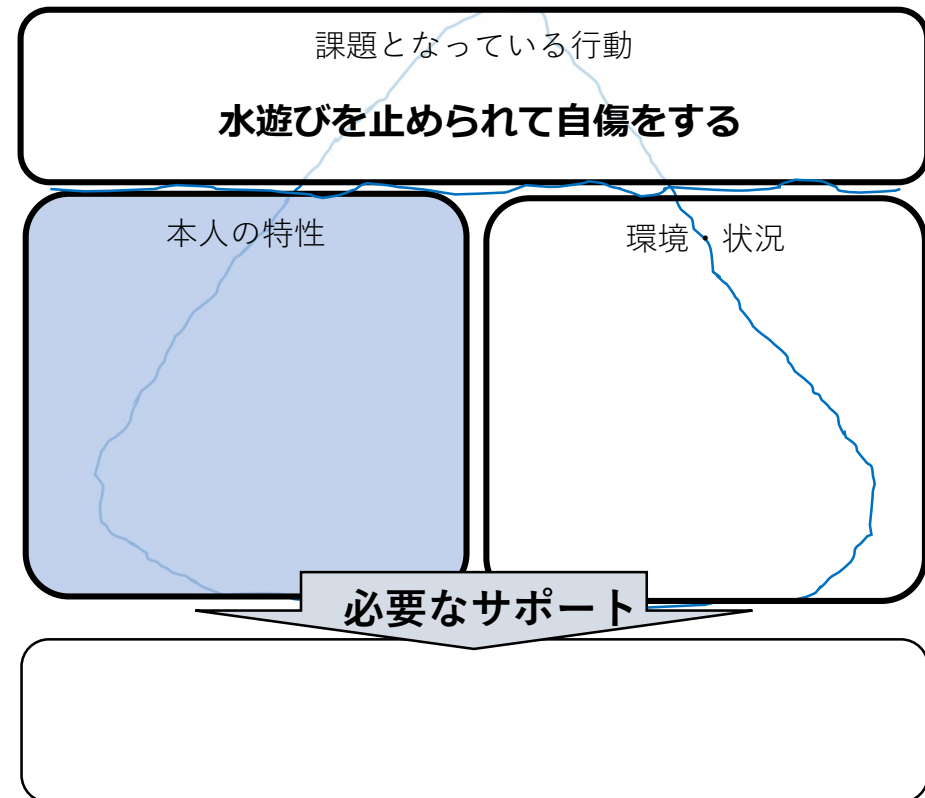 課題となっている行動
水遊びを止められて自傷をする
本人の特性
環境・状況
必要なサポート